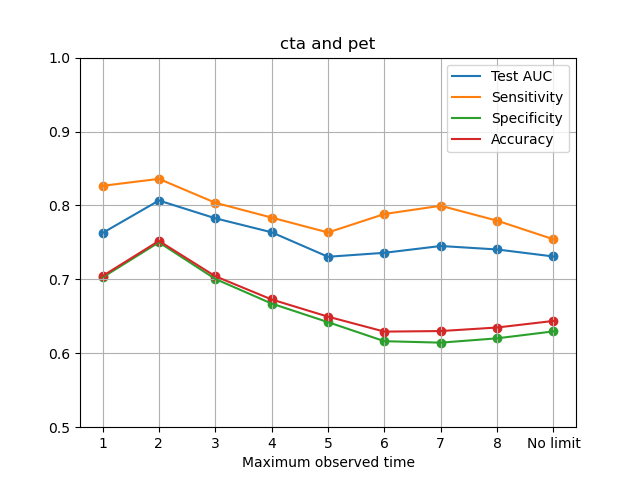 cta and pet
1.0
0.9
0.8
0.7
0.6
0.5
Test AUC
Sensitivity
Specificity
Accuracy
1 2 3 4 5 6 7 8 No limit
Maximum observed time